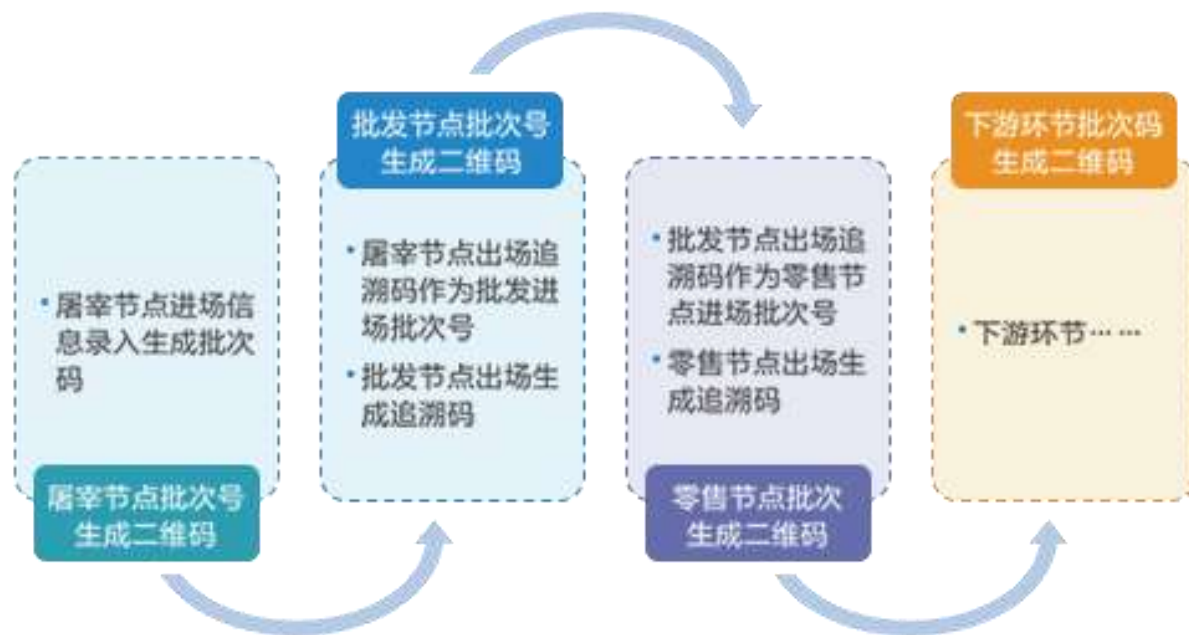 屠宰节点进场信
息录入生成批次
码
屠宰节点批次号
生成二维码
批发节点批次号
生成二维码
屠宰节点出场追
溯码作为批发进
场批次号
批发节点出场生
成追溯码
批发节点出场追
溯码作为零售节
点进场批次号
零售节点出场生
成追溯码
零售节点批次
生成二维码
下游环节批次码
生成二维码
下游环节… …